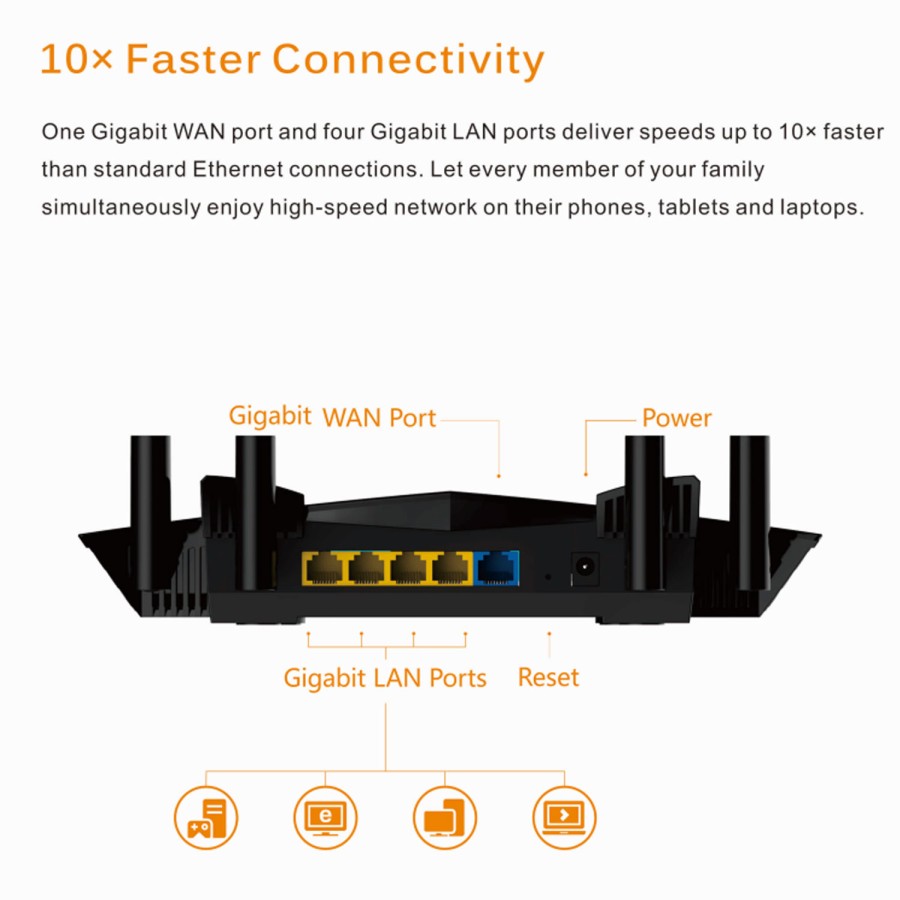 10× Faster Connectivity
One Gigabit WAN port and four Gigabit LAN ports deliver speeds up to 10× faster
than standard Ethernet connections. Let every member of your family
simultaneously enjoy high-speed network on their phones, tablets and laptops.
Gigabit WAN Port
Power
Gigabit LAN Ports
Reset
e